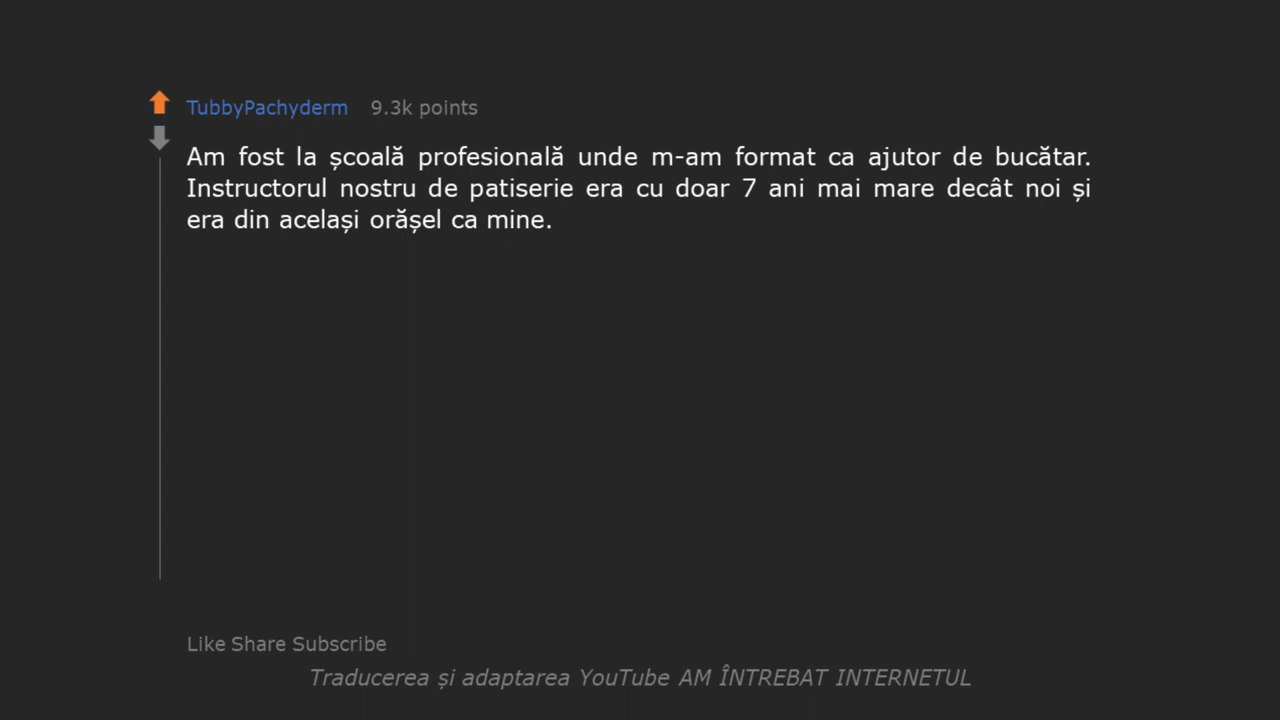 TubbyPachyderm 9.3k points
Am fost la școală profesională unde m-am format ca ajutor de bucătar.
Instructorul nostru de patiserie era cu doar 7 ani mai mare decât noi și
era din același orășel ca mine.
Like Share Subscribe
Traducerea și adaptarea YouTube AM ÎNTREBAT INTERNETUL